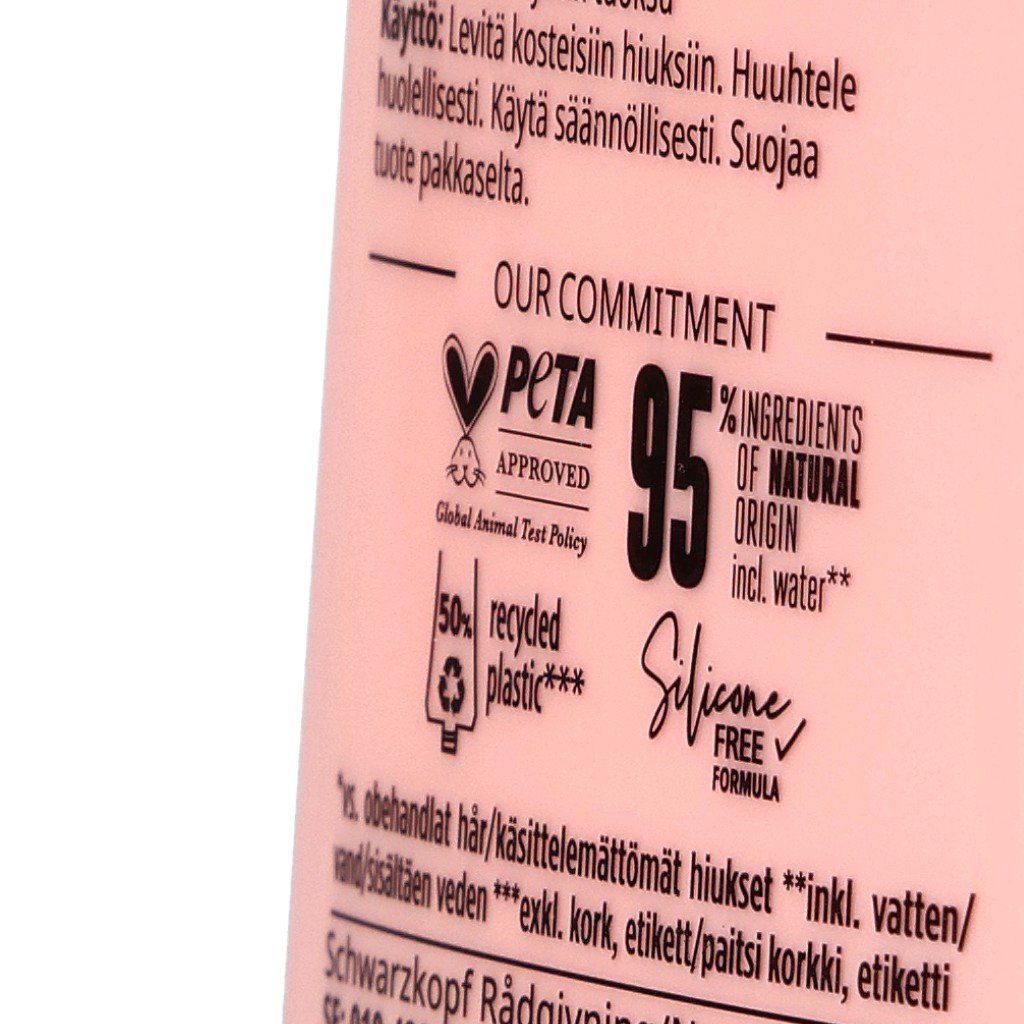 tuoksu
Käyttö: Levitä kosteisiin hiuksiin. Huuhtele
huolellisesti. Käytä säännöllisesti. Suojaa
tuote pakkaselta.
OUR COMMITMENT
PETA
APPROVED
Global Animal Test Policy
95% INGREDIENTS
OF NATURAL
ORIGIN
incl. water**
50%
recycled
plastic***
Silicone
FREE
FORMULA
*vs. obehandlat hår/käsittelemättömät hiukset **inkl. vatten/
vand/sisältäen veden ***exkl. kork, etikett/paitsi korkki, etiketti
Schwarzkopf Rådgivning/